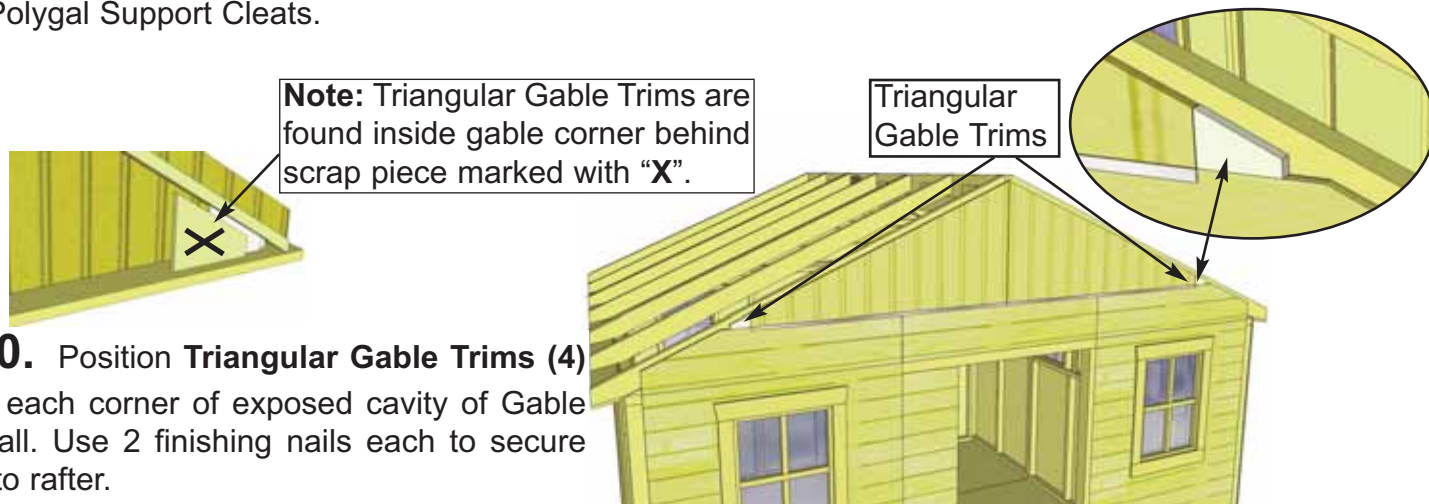 Polygal Support Cleats.
Note: Triangular Gable Trims are
found inside gable corner behind
scrap piece marked with “X”.
Triangular
Gable Trims
X
0. Position Triangular Gable Trims (4)
each corner of exposed cavity of Gable
all. Use 2 finishing nails each to secure
to rafter.